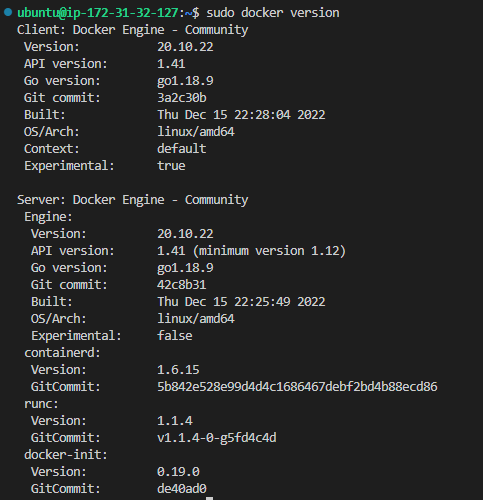 ubuntu@ip-172-31-32-127:~$ sudo docker version
Client: Docker Engine - Community
 Version:           20.10.22
 API version:       1.41
 Go version:        go1.18.9
 Git commit:        3a2c30b
 Built:             Thu Dec 15 22:28:04 2022
 OS/Arch:           linux/amd64
 Context:           default
 Experimental:      true

Server: Docker Engine - Community
 Engine:
  Version:          20.10.22
  API version:      1.41 (minimum version 1.12)
  Go version:       go1.18.9
  Git commit:       42c8b31
  Built:            Thu Dec 15 22:25:49 2022
  OS/Arch:          linux/amd64
  Experimental:     false
 containerd:
  Version:          1.6.15
  GitCommit:        5b842e528e99d4d4c1686467debf2bd4b88ecd86
 runc:
  Version:          1.1.4
  GitCommit:        v1.1.4-0-g5fd4c4d
 docker-init:
  Version:          0.19.0
  GitCommit:        de40ad0